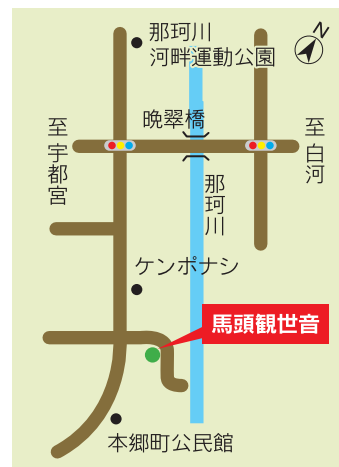 那珂川
河畔運動公園
N
晩翠橋
至宇都宮
至白河
那珂川
ケンポナシ
馬頭観世音
本郷町公民館